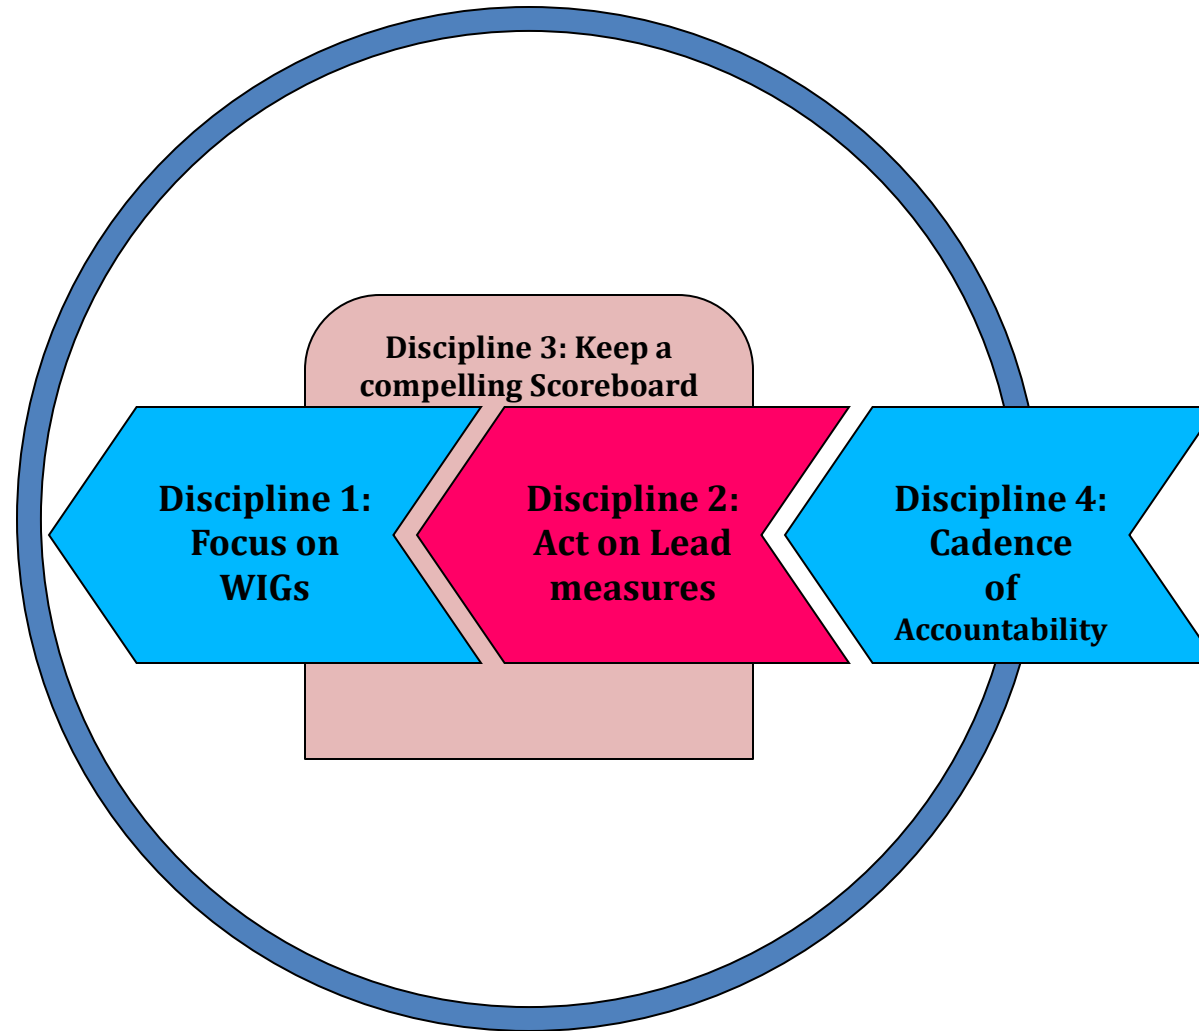 Discipline 3: Keep a
compelling Scoreboard
Discipline 1:
Focus on
WIGs
Discipline 2:
Act on Lead
measures
Discipline 4:
Cadence
of
Accountability